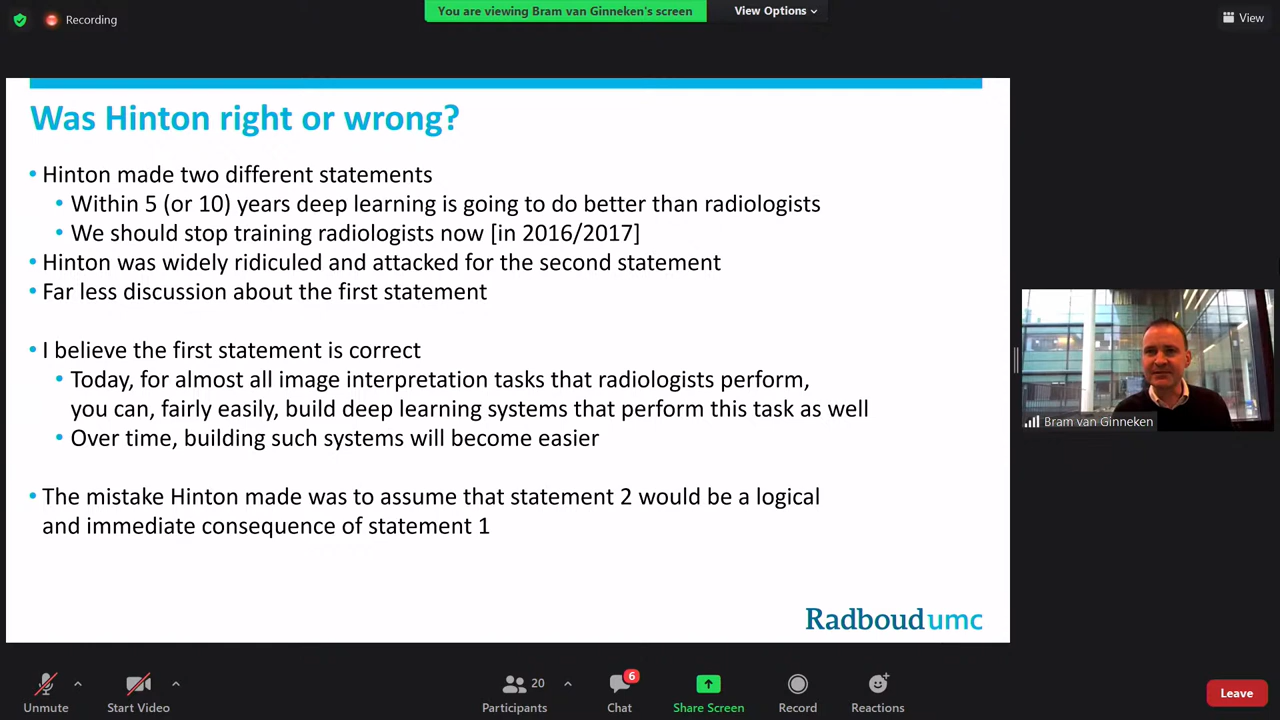 Recording
You are viewing Bram van Ginneken's screen
View Options
View
Was Hinton right or wrong?
• Hinton made two different statements
• Within 5 (or 10) years deep learning is going to do better than radiologists
• We should stop training radiologists now [in 2016/2017]
• Hinton was widely ridiculed and attacked for the second statement
• Far less discussion about the first statement
• I believe the first statement is correct
• Today, for almost all image interpretation tasks that radiologists perform,
you can, fairly easily, build deep learning systems that perform this task as well
• Over time, building such systems will become easier
• The mistake Hinton made was to assume that statement 2 would be a logical
and immediate consequence of statement 1
Radboudumc
Bram van Ginneken
Unmute
Start Video
20
Participants
6
Chat
Share Screen
Record
Reactions
Leave